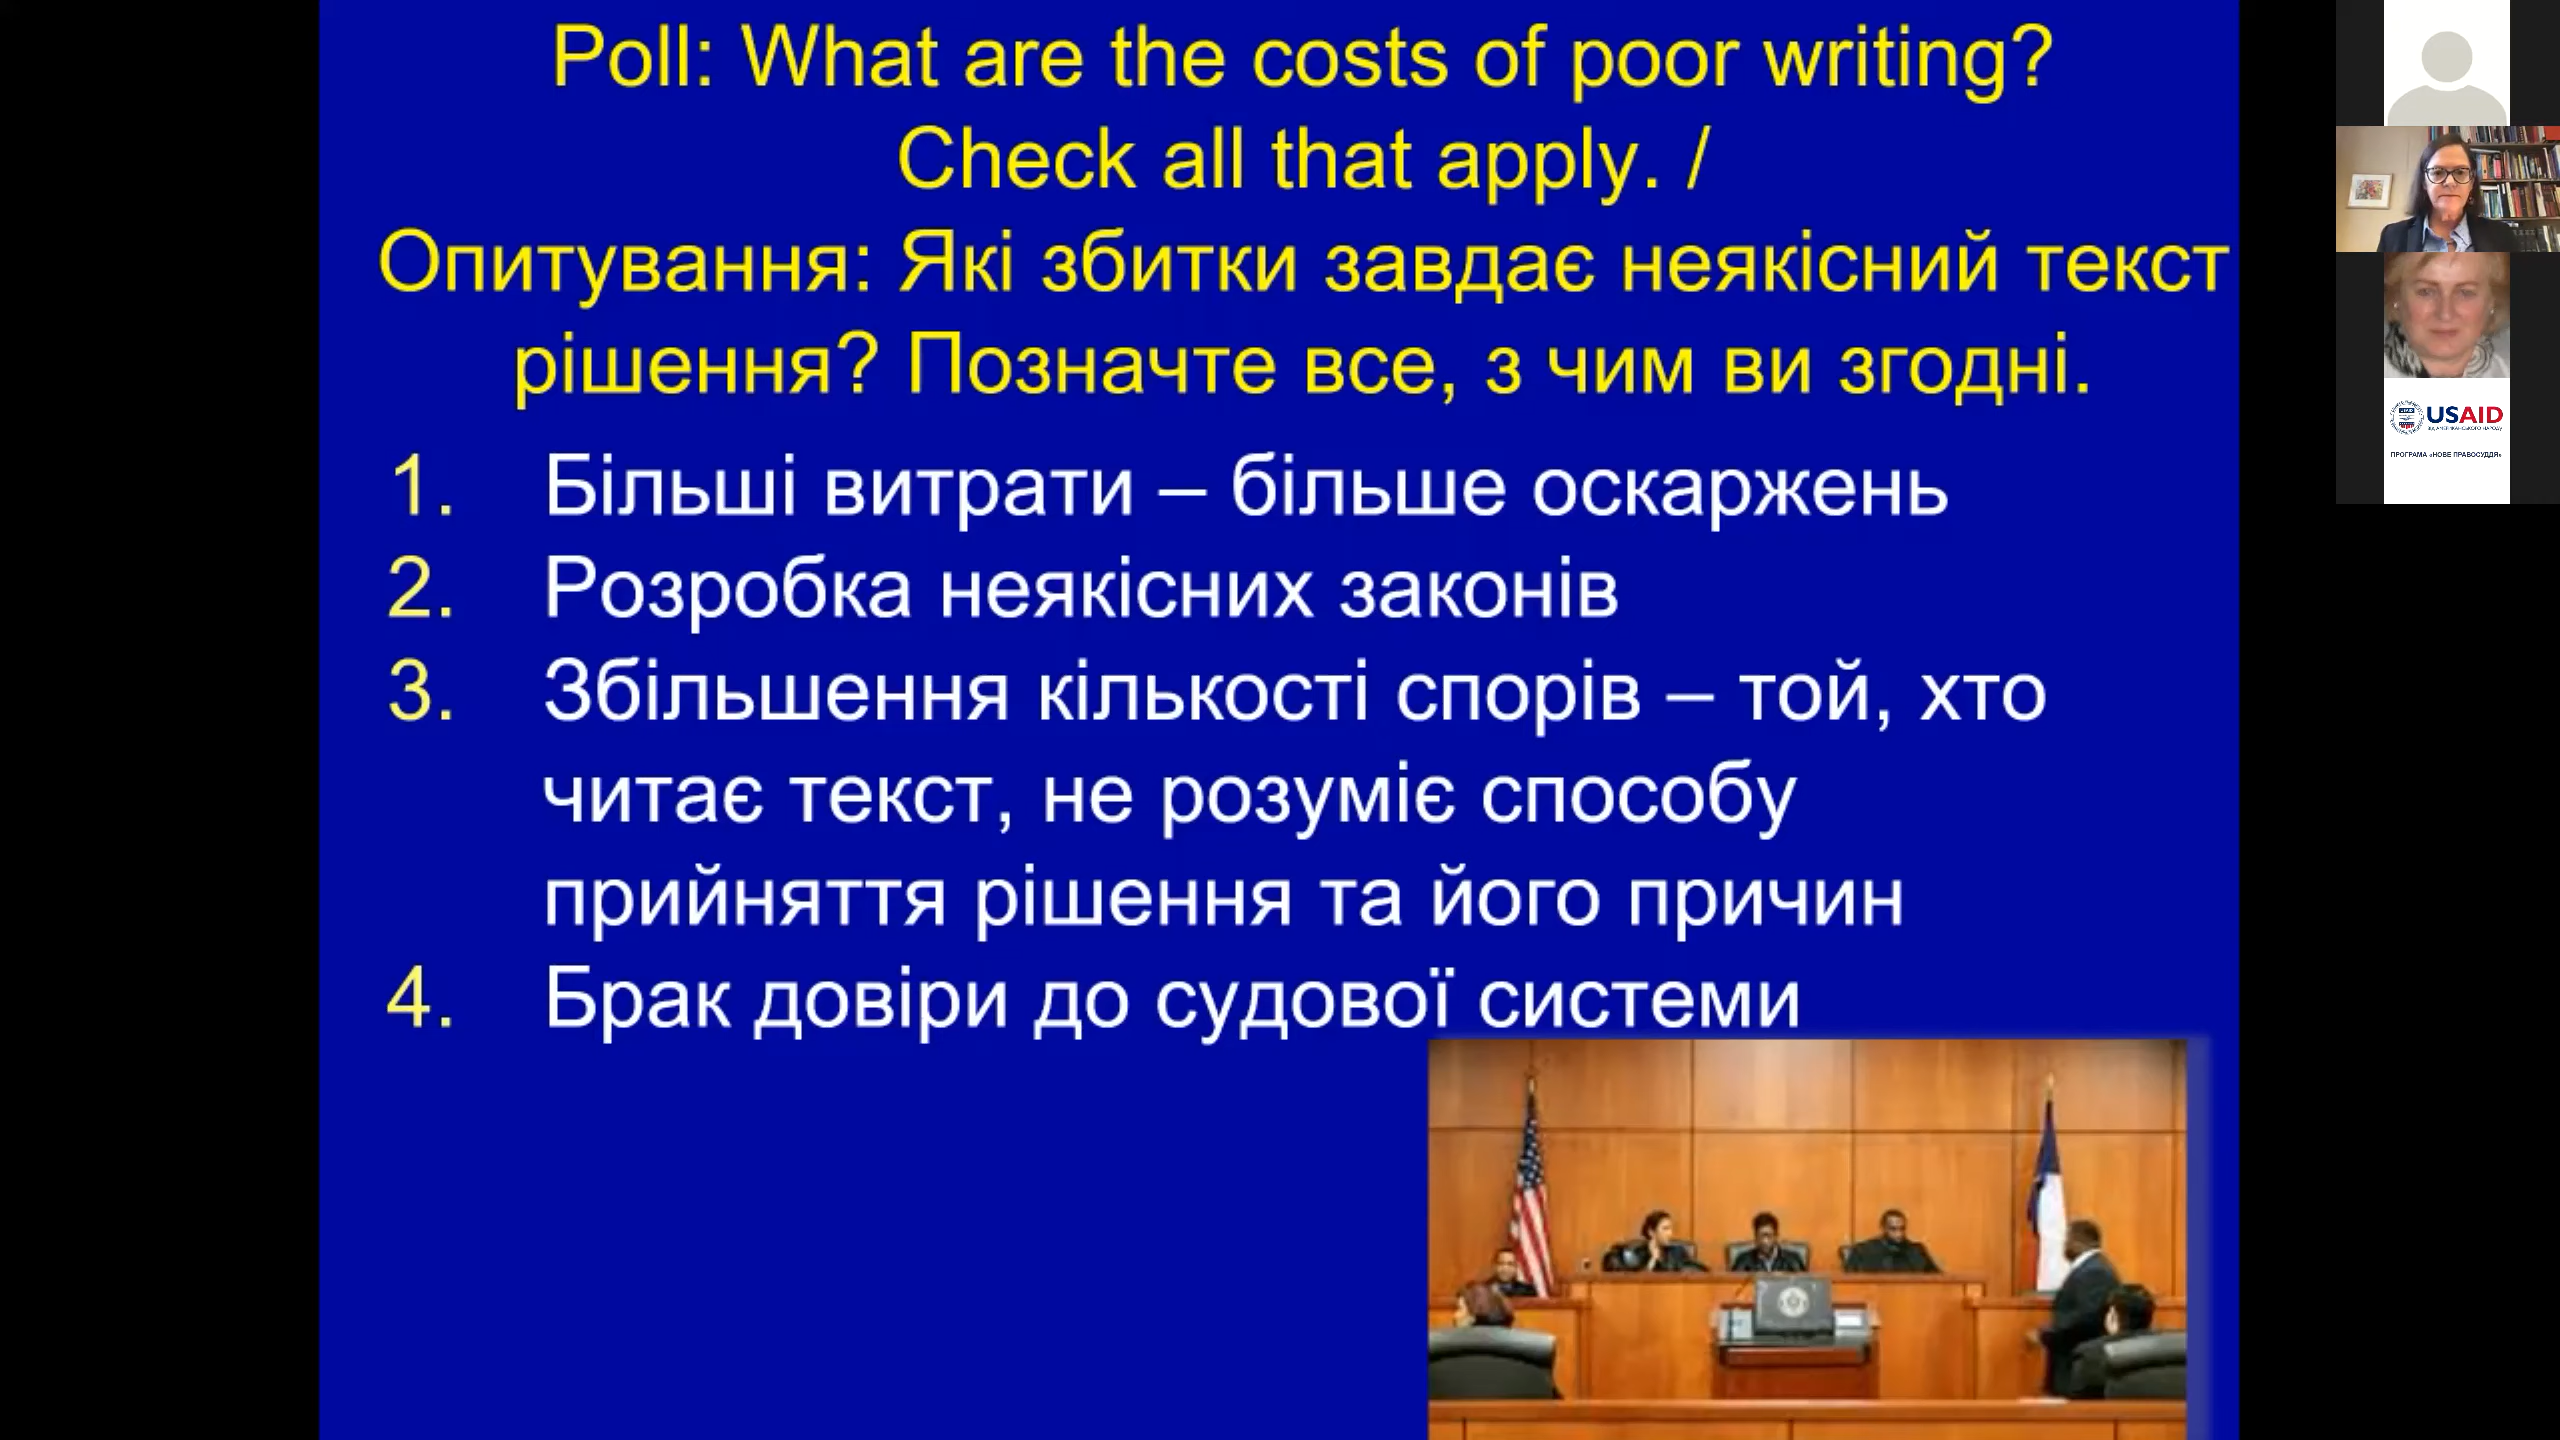 Poll: What are the costs of poor writing?
Check all that apply. /
Опитування: Які збитки завдає неякісний текст
рішення? Позначте все, з чим ви згодні.
1. Більші витрати – більше оскаржень
2. Розробка неякісних законів
3. Збільшення кількості спорів – той, хто
читає текст, не розуміє способу
прийняття рішення та його причин
4. Брак довіри до судової системи
USAID
ВІД АМЕРИКАНСЬКОГО НАРОДУ
ПРОГРАМА «НОВЕ ПРАВОСУДДЯ»